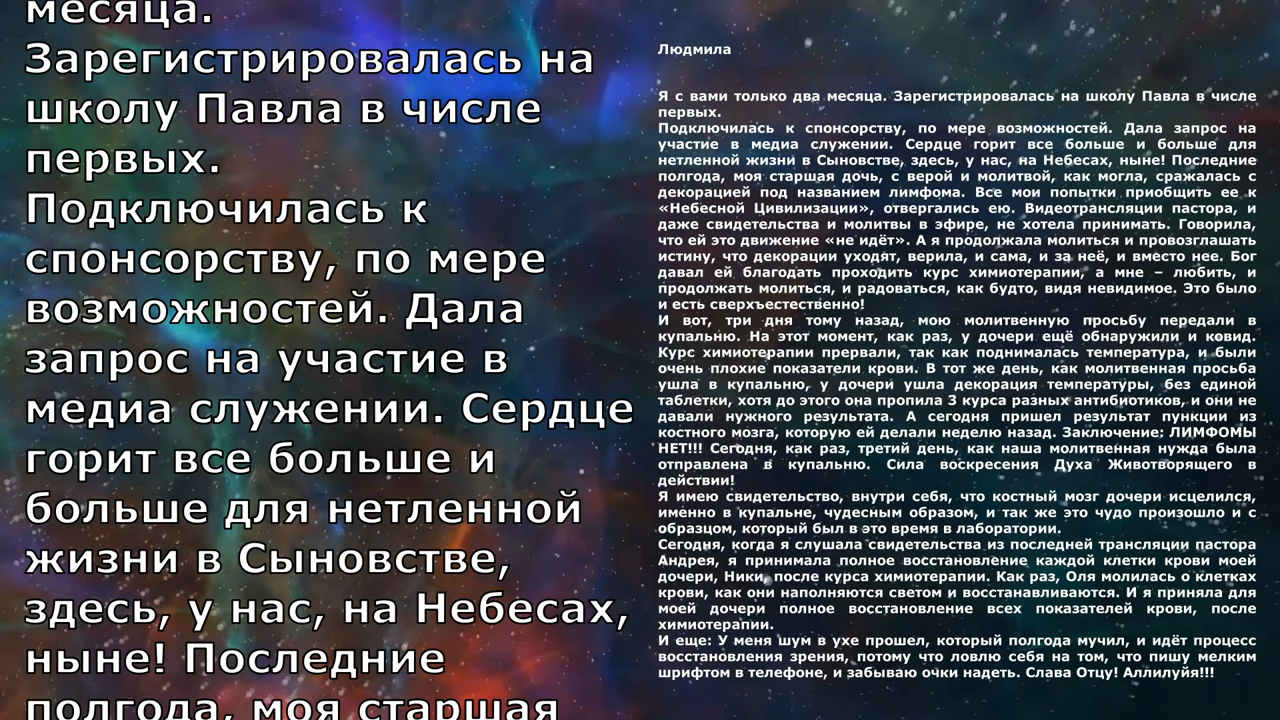 месяца.
Зарегистрировалась на
школу Павла в числе
первых.
Подключилась к
спонсорству, по мере
возможностей. Дала
запрос на участие в
медиа служении. Сердце
горит все больше и
больше для нетленной
жизни в Сыновстве,
здесь, у нас, на Небесах,
ныне! Последние
полгода, моя старшая
Людмила
Я с вами только два месяца. Зарегистрировалась на школу Павла в числе
первых.
Подключилась к спонсорству, по мере возможностей. Дала запрос на
участие в медиа служении. Сердце горит все больше и больше для
нетленной жизни в Сыновстве, здесь, у нас, на Небесах, ныне! Последние
полгода, моя старшая дочь, с верой и молитвой, как могла, сражалась с
декорацией под названием лимфома. Все мои попытки приобщить ее к
«Небесной Цивилизации», отвергались ею. Видеотрансляции пастора, и
даже свидетельства и молитвы в эфире, не хотела принимать. Говорила,
что ей это движение «не идёт». А я продолжала молиться и провозглашать
истину, что декорации уходят, верила, и сама, и за неё, и вместо нее. Бог
давал ей благодать проходить курс химиотерапии, а мне – любить, и
продолжать молиться, и радоваться, как будто, видя невидимое. Это было
и есть сверхъестественно!
И вот, три дня тому назад, мою молитвенную просьбу передали в
купальню. На этот момент, как раз, у дочери ещё обнаружили и ковид.
Курс химиотерапии прервали, так как поднималась температура, и были
очень плохие показатели крови. В тот же день, как молитвенная просьба
ушла в купальню, у дочери ушла декорация температуры, без единой
таблетки, хотя до этого она пропила 3 курса разных антибиотиков, и они не
давали нужного результата. А сегодня пришел результат пункции из
костного мозга, которую ей делали неделю назад. Заключение: ЛИМФОМЫ
НЕТ!!! Сегодня, как раз, третий день, как наша молитвенная нужда была
отправлена в купальню. Сила воскресения Духа Животворящего в
действии!
Я имею свидетельство, внутри себя, что костный мозг дочери исцелился,
именно в купальне, чудесным образом, и так же это чудо произошло и с
образцом, который был в это время в лаборатории.
Сегодня, когда я слушала свидетельства из последней трансляции пастора
Андрея, я принимала полное восстановление каждой клетки крови моей
дочери, Ники, после курса химиотерапии. Как раз, Оля молилась о клетках
крови, как они наполняются светом и восстанавливаются. И я приняла для
моей дочери полное восстановление всех показателей крови, после
химиотерапии.
И еще: У меня шум в ухе прошел, который полгода мучил, и идёт процесс
восстановления зрения, потому что ловлю себя на том, что пишу мелким
шрифтом в телефоне, и забываю очки надеть. Слава Отцу! Аллилуйя!!!